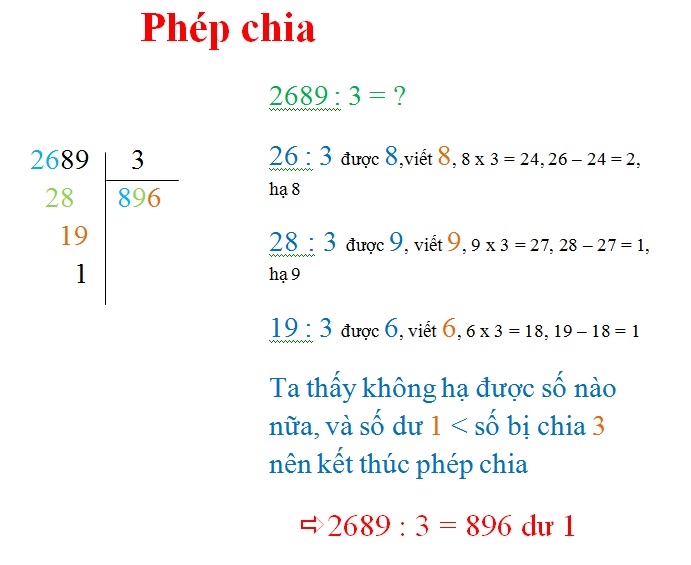 Phép chia
2689 : 3 = ?
2689 3
28 896
19
1
26 : 3 được 8,viết 8, 8 x 3 = 24, 26 – 24 = 2,
hạ 8
28 : 3 được 9, viết 9, 9 x 3 = 27, 28 – 27 = 1,
hạ 9
19 : 3 được 6, viết 6, 6 x 3 = 18, 19 – 18 = 1
Ta thấy không hạ được số nào
nữa, và số dư 1 < số bị chia 3
nên kết thúc phép chia
⇨2689 : 3 = 896 dư 1